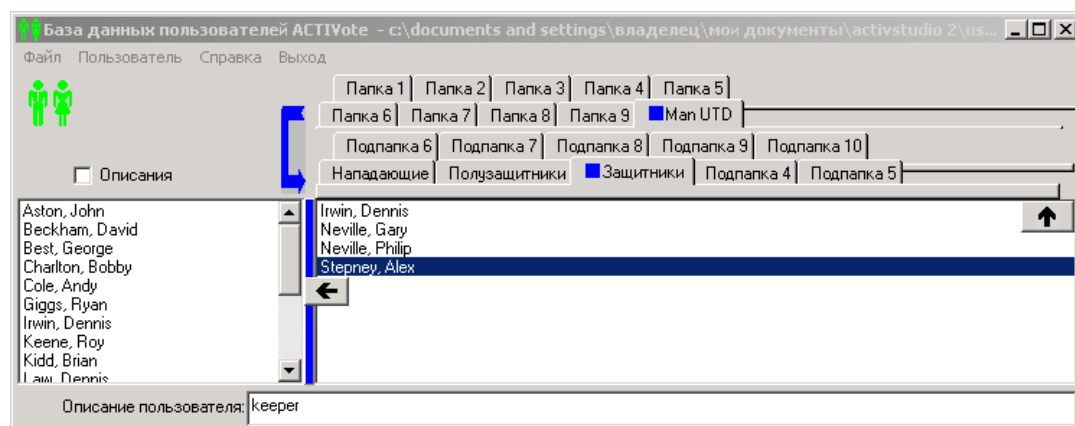 База данных пользователей ACTIVote - c:\documents and settings\владелец\мои документы\activstudio 2\us...
Файл Пользователь Справка Выход
Папка 1 Папка 2 Папка 3 Папка 4 Папка 5
Папка 6 Папка 7 Папка 8 Папка 9 Man UTD
Подпапка 6 Подпапка 7 Подпапка 8 Подпапка 9 Подпапка 10
Описания
Нападающие Полузащитники Защитники Подпапка 4 Подпапка 5
Aston, John
Beckham, David
Best, George
Charlton, Bobby
Cole, Andy
Giggs, Ryan
Irwin, Dennis
Keene, Roy
Kidd, Brian
Law, Dennis
Irwin, Dennis
Neville, Gary
Neville, Philip
Stepney, Alex
Описание пользователя: keeper